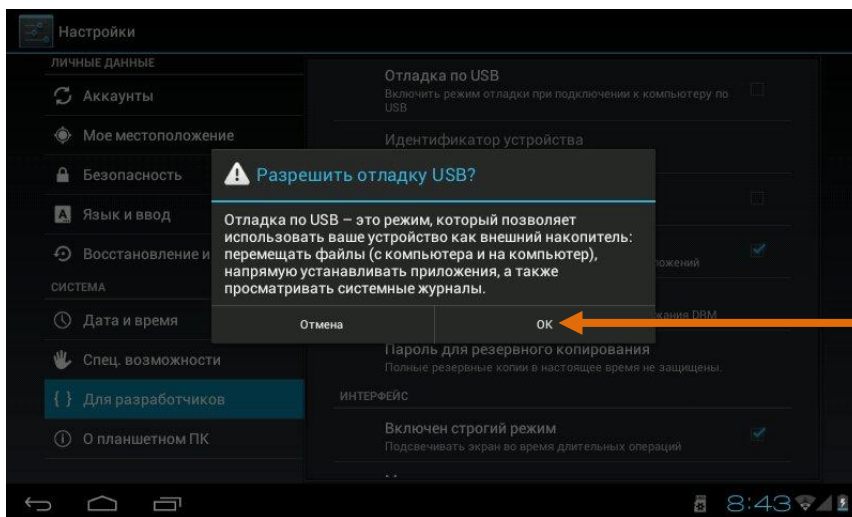 Настройки
ЛИЧНЫЕ ДАННЫЕ
Аккаунты
Мое местоположение
Безопасность
Язык и ввод
Восстановление и
СИСТЕМА
Дата и время
Спец. возможности
{ } Для разработчиков
О планшетном ПК
Отладка по USB
Включить режим отладки при подключении к компьютеру по
USB
Идентификатор устройства
Разрешить отладку USB?
Отладка по USB – это режим, который позволяет
использовать ваше устройство как внешний накопитель:
перемещать файлы (с компьютера и на компьютер),
напрямую устанавливать приложения, а также
просматривать системные журналы.
Отмена
ОК
DRM
Пароль для резервного копирования
Полные резервные копии в настоящее время не защищены.
ИНТЕРФЕЙС
Включен строгий режим
Подсвечивать экран во время длительных операций
8:43